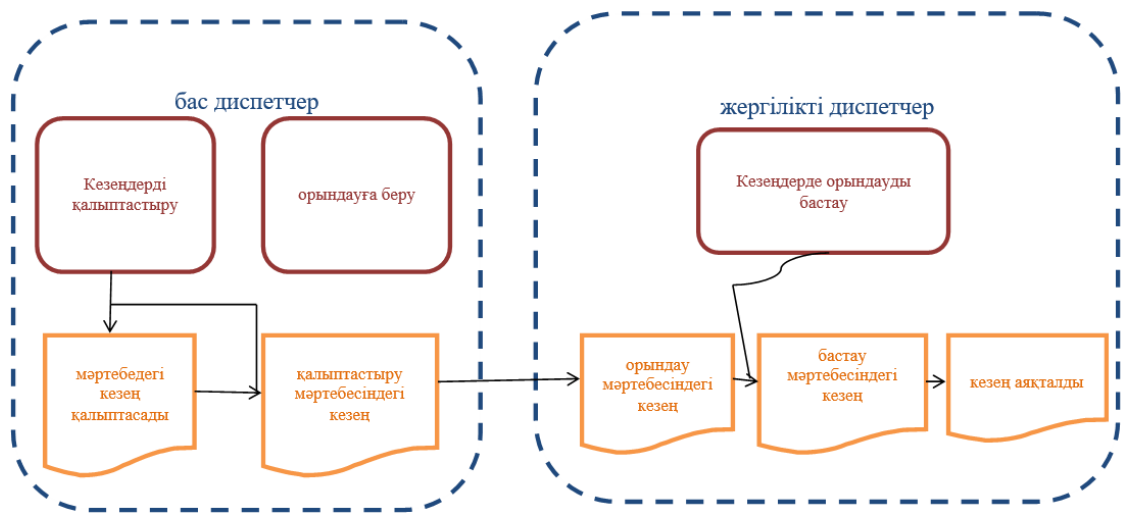 бас диспетчер
Кезеңдерді
қалыптастыру
орындауға беру
мәртебедегі
кезең
қалыптасады
қалыптастыру
мәртебесіндегі
кезең
жергілікті диспетчер
Кезеңдерде орындауды
бастау
орындау
мәртебесіндегі
кезең
бастау
мәртебесіндегі
кезең
кезең аяқталды